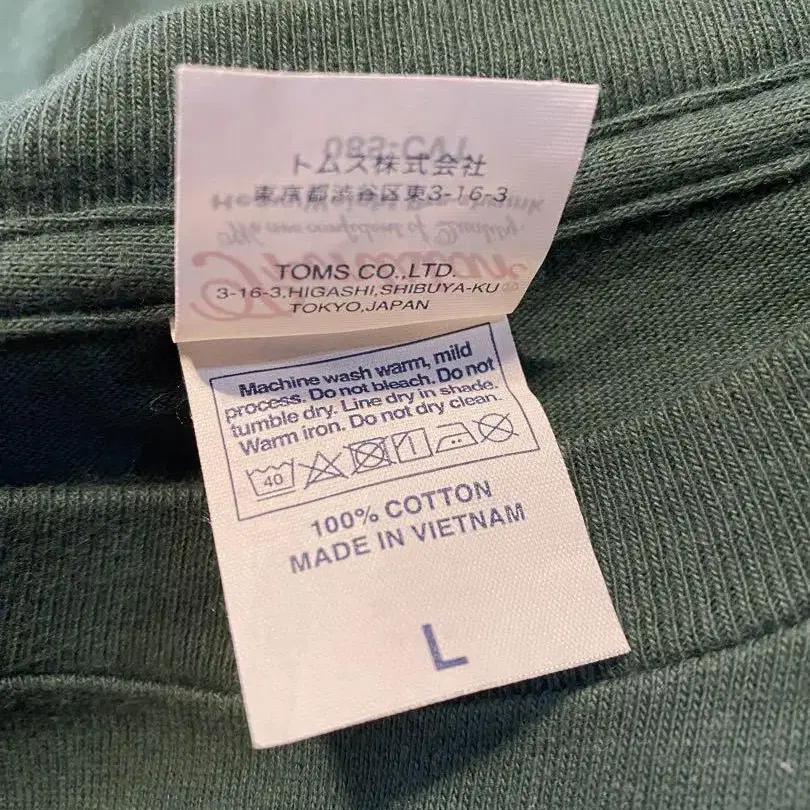 トムス株式会社
東京都渋谷区東3-16-3
TOMS CO.,LTD.
3-16-3,HIGASHI,SHIBUYA-KU
TOKYO,JAPAN
Machine wash warm, mild
process. Do not bleach. Do not
tumble dry. Line dry in shade.
Warm iron. Do not dry clean.
40
100% COTTON
MADE IN VIETNAM
L